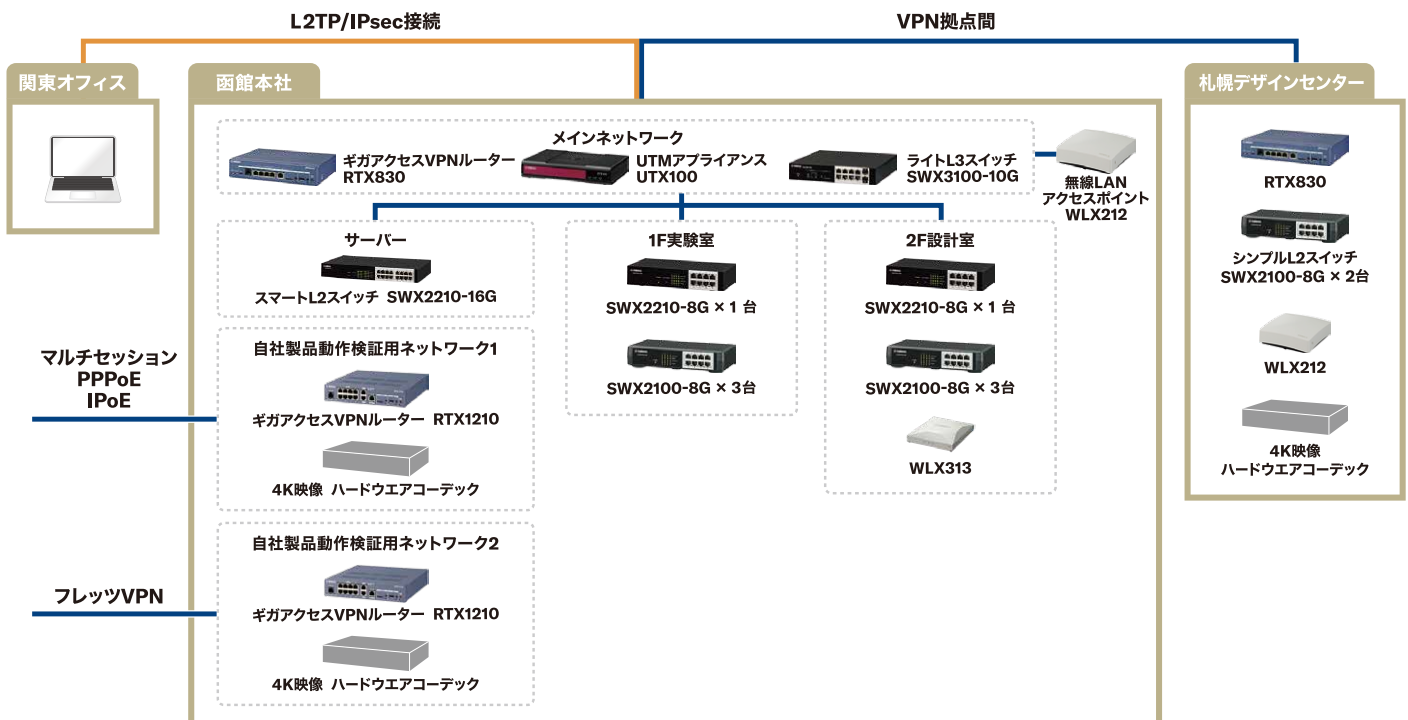 L2TP/IPsec接続
VPN拠点間
関東オフィス
函館本社
札幌デザインセンター
メインネットワーク
ギガアクセスVPNルーター
RTX830
UTMアプライアンス
UTX100
ライトL3スイッチ
SWX3100-10G
無線LAN
アクセスポイント
WLX212
サーバー
スマートL2スイッチ SWX2210-16G
1F実験室
SWX2210-8G × 1 台
SWX2100-8G × 3台
2F設計室
SWX2210-8G × 1 台
SWX2100-8G × 3台
WLX313
マルチセッション
PPPoE
IPoE
自社製品動作検証用ネットワーク1
ギガアクセスVPNルーター RTX1210
4K映像 ハードウエアコーデック
フレッツVPN
自社製品動作検証用ネットワーク2
ギガアクセスVPNルーター RTX1210
4K映像 ハードウエアコーデック
RTX830
シンプルL2スイッチ
SWX2100-8G × 2台
WLX212
4K映像
ハードウエアコーデック